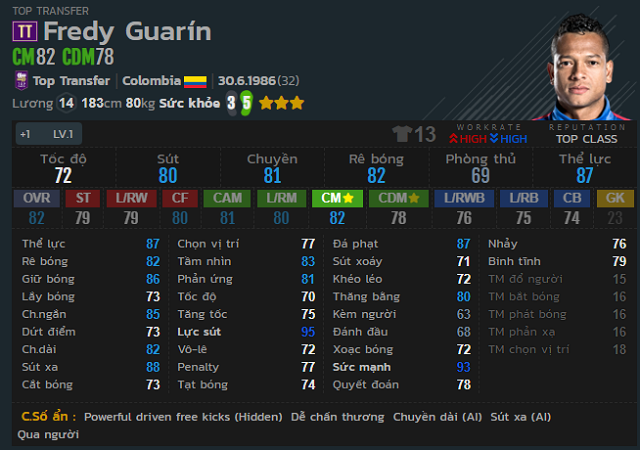 TOP TRANSFER
TT Fredy Guarín
CM82 CDM78
Top Transfer Colombia 30.6.1986(32)
Lương 14 183cm 80kg Sức khỏe 3 5
+1 LV.1 13 WORKRATE HIGH HIGH REPUTATION TOP CLASS
Tốc độ Sút Chuyền Rê bóng Phòng thủ Thể lực
72 80 81 82 69 87
OVR ST L/RW CF CAM L/RM CM CDM L/RWB L/RB CB GK
82 79 79 80 81 80 82 78 76 75 74 23
Thể lực 87 Chọn vị trí 77 Đá phạt 87 Nhảy 76
Rê bóng 82 Tầm nhìn 83 Sút xoáy 71 Bình tĩnh 79
Giữ bóng 86 Phản ứng 81 Khéo léo 72 TM đổ người 15
Lấy bóng 73 Tốc độ 70 Thăng bằng 80 TM bắt bóng 16
Ch.ngắn 85 Tăng tốc 75 Kèm người 63 TM phát bóng 16
Dứt điểm 73 Lực sút 95 Đánh đầu 68 TM phản xạ 16
Ch.dài 82 Vô-lê 72 Xoạc bóng 72 TM chọn vị trí 18
Sút xa 88 Penalty 77 Sức mạnh 93
Cắt bóng 73 Tạt bóng 74 Quyết đoán 78
C.Số ẩn : Powerful driven free kicks (Hidden) Dễ chấn thương Chuyền dài (AI) Sút xa (AI)
Qua người